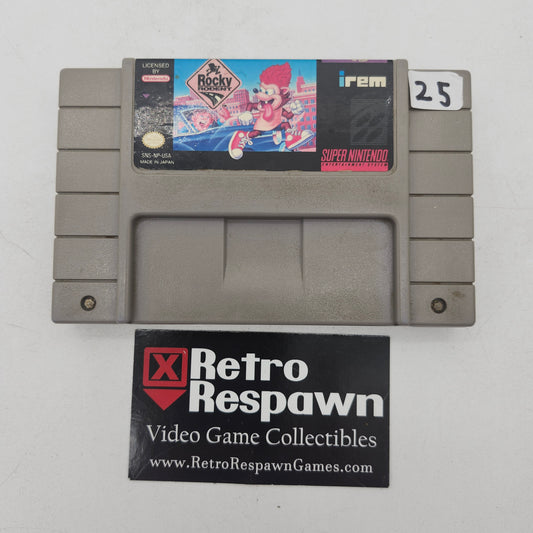 LICENSED BY
Nintendo
Rocky
RODENT
SNS-NP-USA
MADE IN JAPAN
irem
SUPER NINTENDO
ENTERTAINMENT SYSTEM
25
X Retro
Respawn
Video Game Collectibles
www.RetroRespawnGames.com